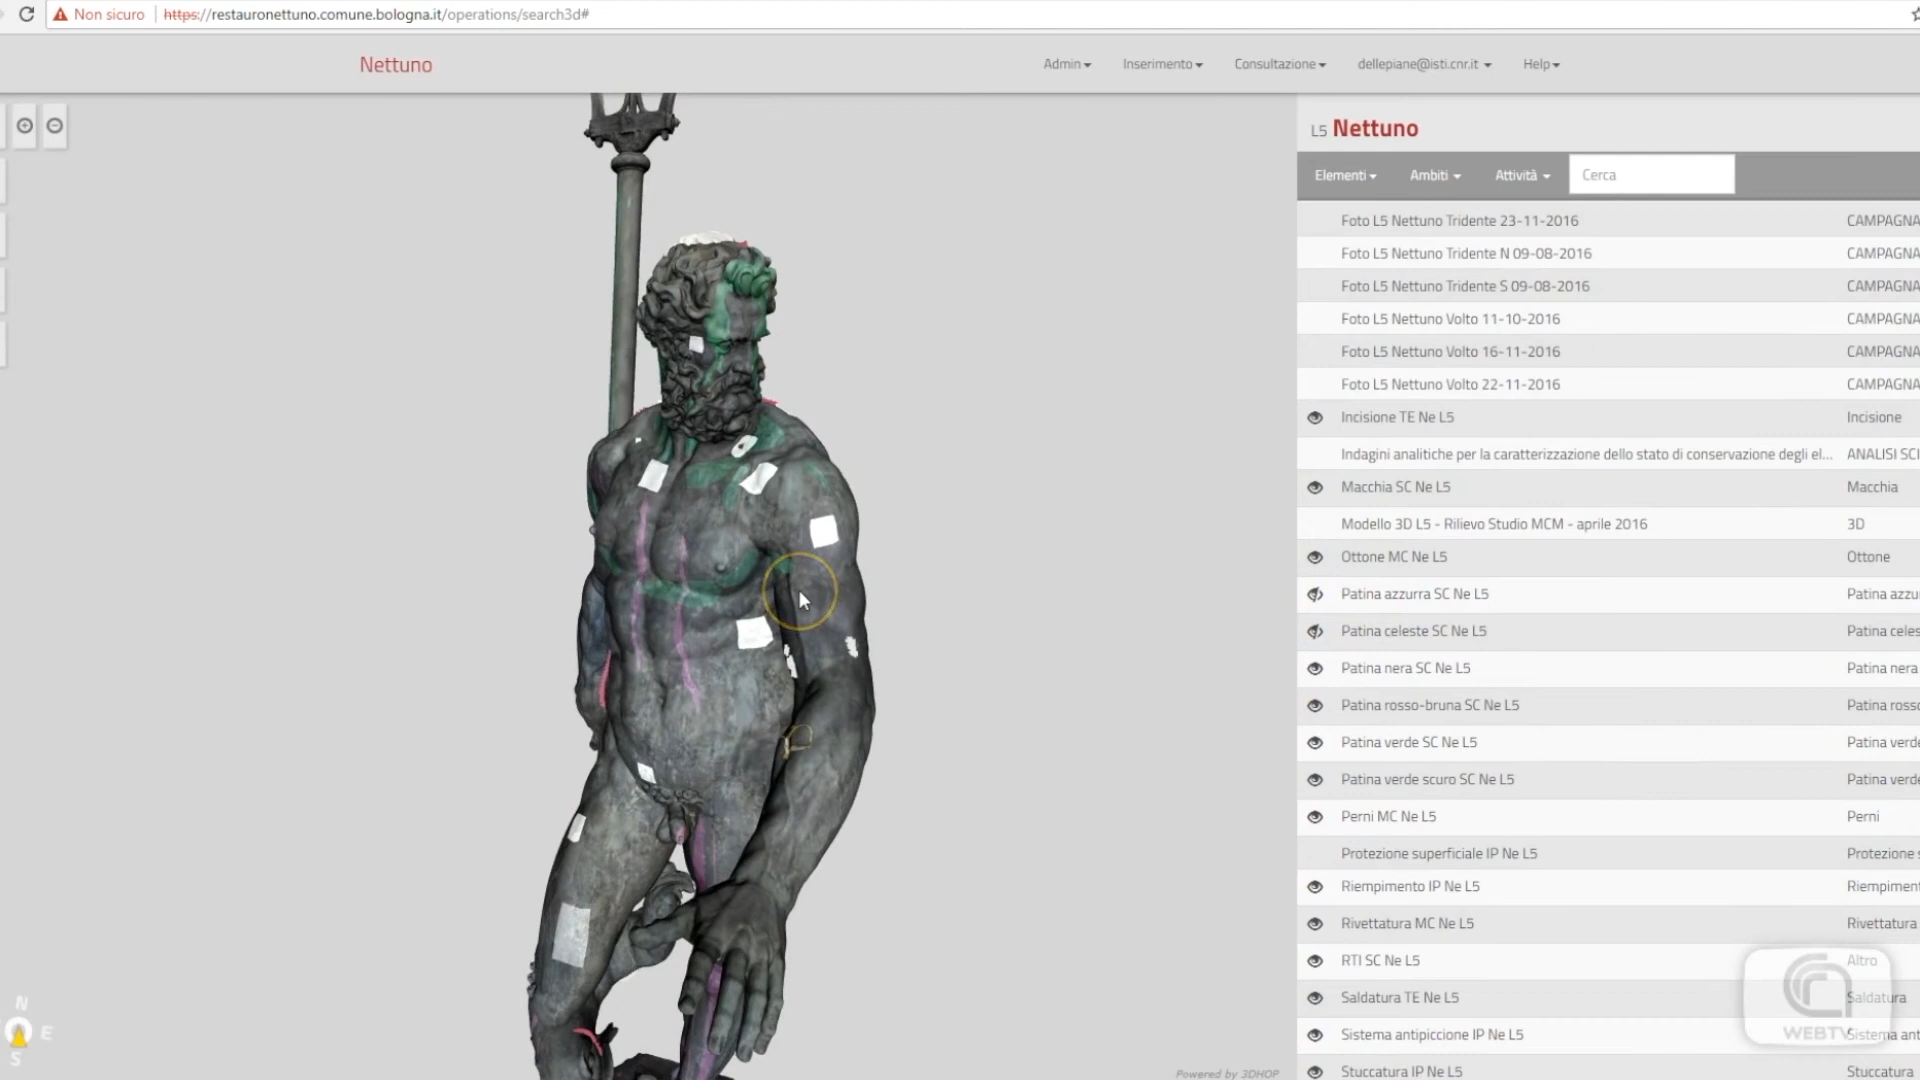 Non sicuro https://restauronettuno.comune.bologna.it/operations/search3d#
Nettuno Admin Inserimento Consultazione dellepiane@isti.cnr.it Help
L5 Nettuno
Elementi Ambiti Attività Cerca
Foto L5 Nettuno Tridente 23-11-2016 CAMPAGNA
Foto L5 Nettuno Tridente N 09-08-2016 CAMPAGNA
Foto L5 Nettuno Tridente S 09-08-2016 CAMPAGNA
Foto L5 Nettuno Volto 11-10-2016 CAMPAGNA
Foto L5 Nettuno Volto 16-11-2016 CAMPAGNA
Foto L5 Nettuno Volto 22-11-2016 CAMPAGNA
Incisione TE Ne L5 Incisione
Indagini analitiche per la caratterizzazione dello stato di conservazione degli el... ANALISI SCI
Macchia SC Ne L5 Macchia
Modello 3D L5 - Rilievo Studio MCM - aprile 2016 3D
Ottone MC Ne L5 Ottone
Patina azzurra SC Ne L5 Patina azzu
Patina celeste SC Ne L5 Patina celes
Patina nera SC Ne L5 Patina nera
Patina rosso-bruna SC Ne L5 Patina rosso
Patina verde SC Ne L5 Patina verde
Patina verde scuro SC Ne L5 Patina verde
Perni MC Ne L5 Perni
Protezione superficiale IP Ne L5 Protezione s
Riempimento IP Ne L5 Riempiment
Rivettatura MC Ne L5 Rivettatura
RTI SC Ne L5 Altro
Saldatura TE Ne L5 Saldatura
Sistema antipiccione IP Ne L5 Sistema ant
Stuccatura IP Ne L5 Stuccatura
N
E
S
WEBTV
Powered by 3DHOP